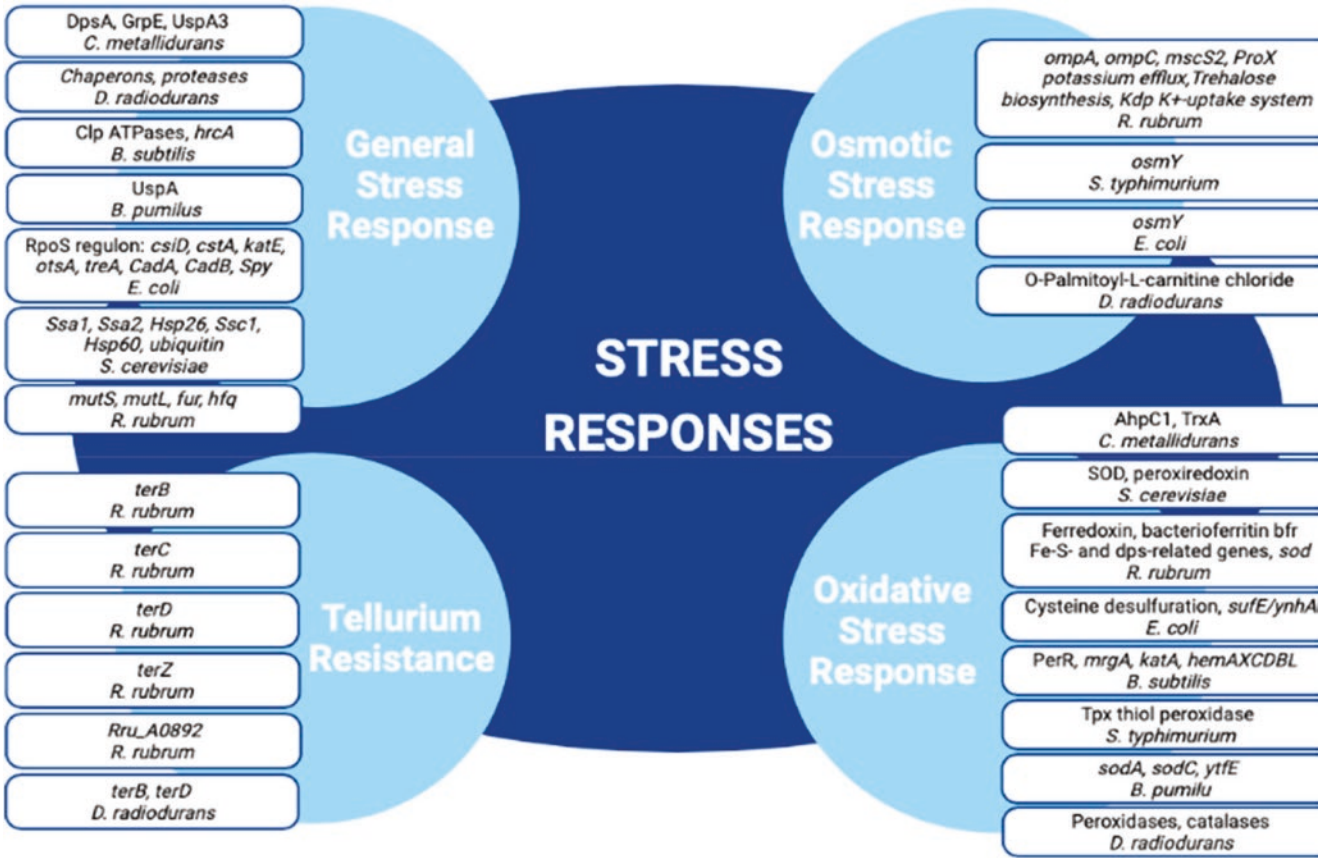 DpsA, GrpE, UspA3
C. metallidurans
Chaperons, proteases
D. radiodurans
Clp ATPases, hrcA
B. subtilis
UspA
B. pumilus
RpoS regulon: csiD, cstA, katE,
otsA, treA, CadA, CadB, Spy
E. coli
Ssa1, Ssa2, Hsp26, Ssc1,
Hsp60, ubiquitin
S. cerevisiae
mutS, mutL, fur, hfq
R. rubrum
General
Stress
Response
Osmotic
Stress
Response
ompA, ompC, mscS2, ProX
potassium efflux,Trehalose
biosynthesis, Kdp K+-uptake system
R. rubrum
osmY
S. typhimurium
osmY
E. coli
O-Palmitoyl-L-carnitine chloride
D. radiodurans
STRESS
RESPONSES
terB
R. rubrum
terC
R. rubrum
terD
R. rubrum
terZ
R. rubrum
Rru_A0892
R. rubrum
terB, terD
D. radiodurans
Tellurium
Resistance
Oxidative
Stress
Response
AhpC1, TrxA
C. metallidurans
SOD, peroxiredoxin
S. cerevisiae
Ferredoxin, bacterioferritin bfr
Fe-S- and dps-related genes, sod
R. rubrum
Cysteine desulfuration, sufE/ynhA
E. coli
PerR, mrgA, katA, hemAXCDBL
B. subtilis
Tpx thiol peroxidase
S. typhimurium
sodA, sodC, ytfE
B. pumilu
Peroxidases, catalases
D. radiodurans